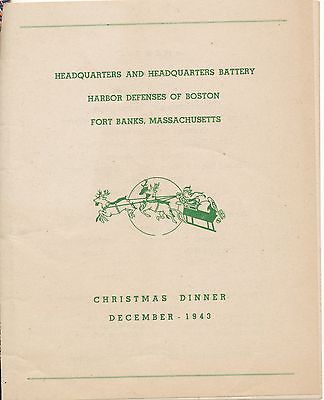 HEADQUARTERS AND HEADQUARTERS BATTERY
HARBOR DEFENSES OF BOSTON
FORT BANKS, MASSACHUSETTS
CHRISTMAS DINNER
DECEMBER - 1943